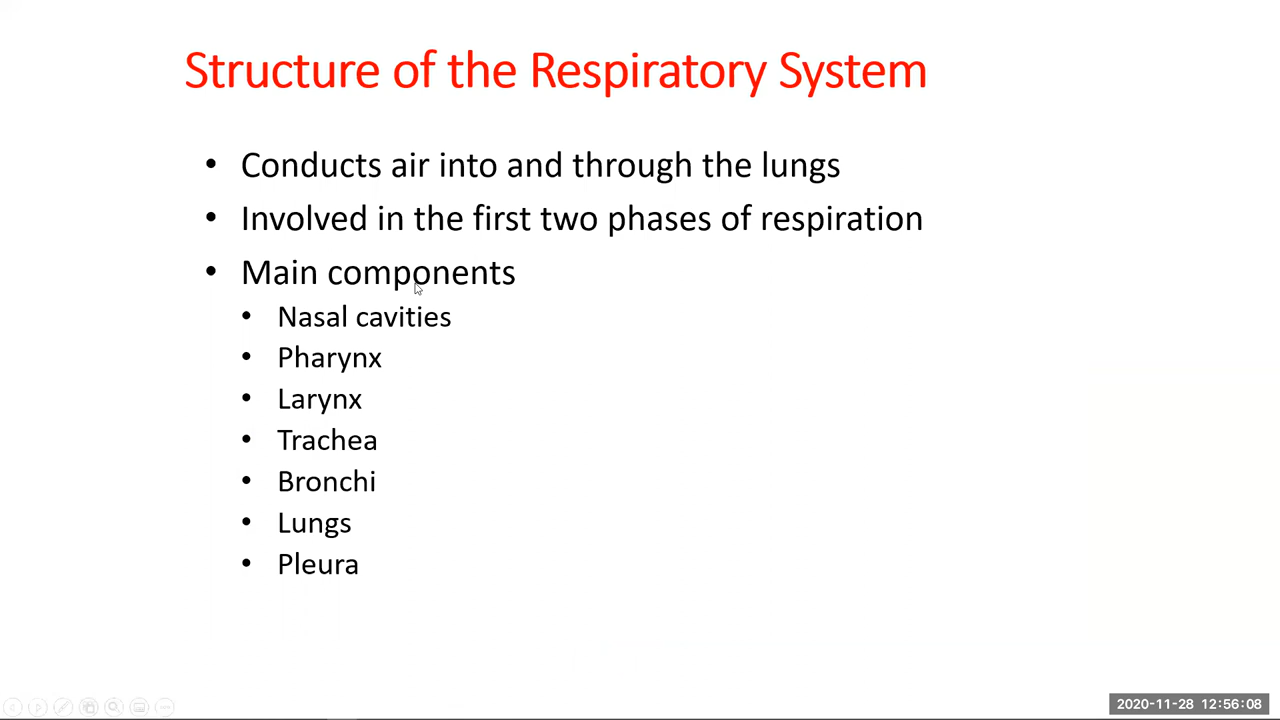 Structure of the Respiratory System
• Conducts air into and through the lungs
• Involved in the first two phases of respiration
• Main components
• Nasal cavities
• Pharynx
• Larynx
• Trachea
• Bronchi
• Lungs
• Pleura
2020-11-28 12:56:08